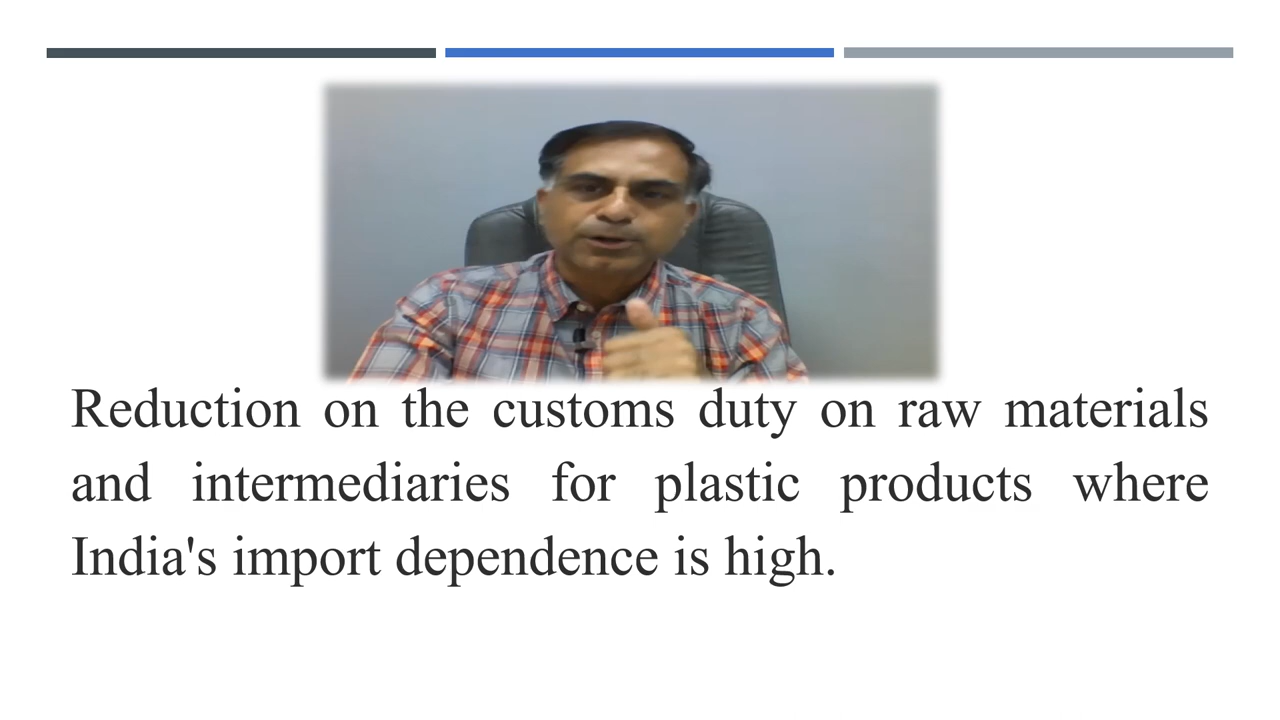 Reduction on the customs duty on raw materials
and intermediaries for plastic products where
India's import dependence is high.